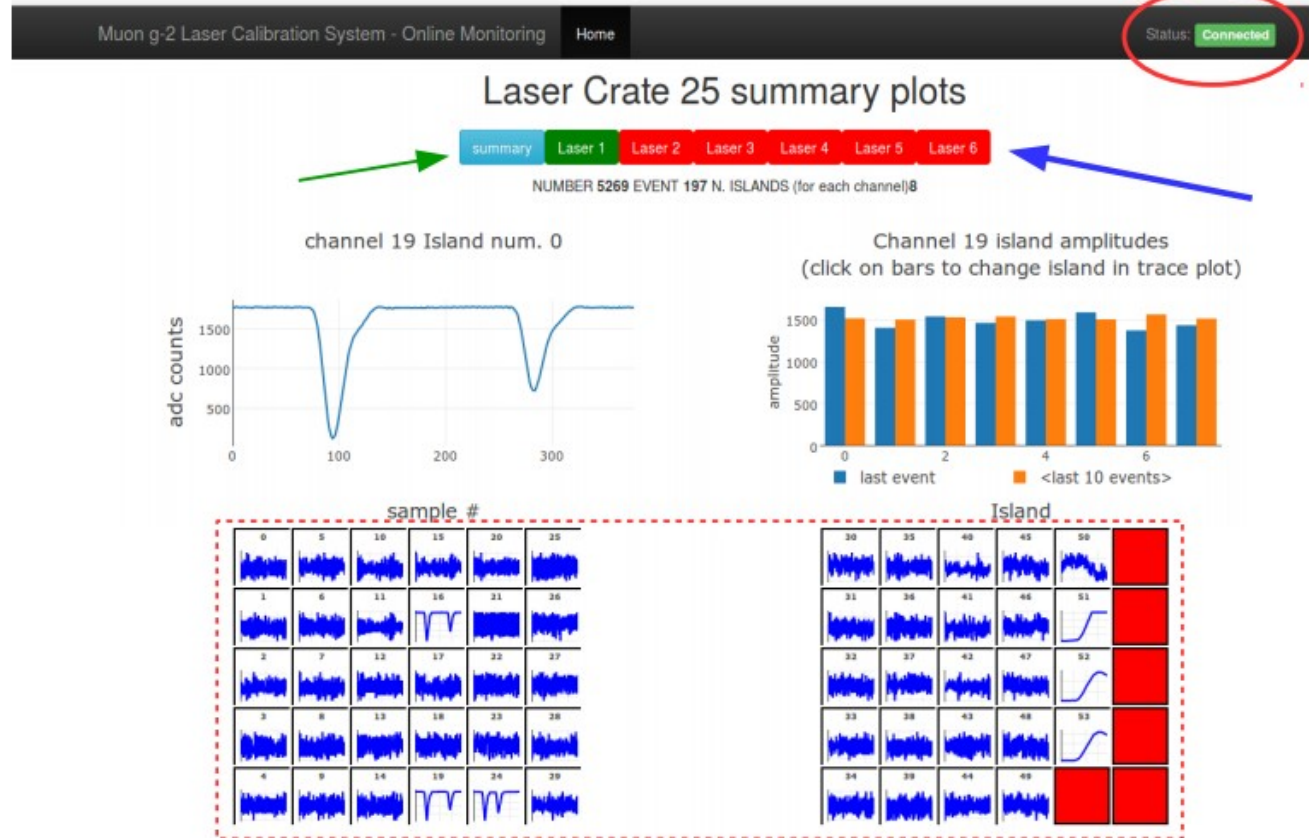 Muon g-2 Laser Calibration System - Online Monitoring Home Status: Connected
Laser Crate 25 summary plots
summary Laser 1 Laser 2 Laser 3 Laser 4 Laser 5 Laser 6
NUMBER 5269 EVENT 197 N. ISLANDS (for each channel)8
channel 19 Island num. 0
adc counts
1500
1000
500
0 100 200 300
sample #
Channel 19 island amplitudes
(click on bars to change island in trace plot)
amplitude
1500
1000
500
0
0 2 4 6
last event <last 10 events>
Island
0 5 10 15 20 25
1 6 11 16 21 26
2 7 12 17 22 27
3 8 13 18 23 28
4 9 14 19 24 29
30 35 40 45 50
31 36 41 46 51
32 37 42 47 52
33 38 43 48 53
34 39 44 49